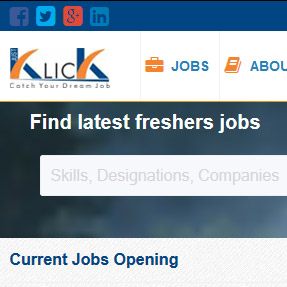 KLICK
Catch Your Dream Job
JOBS
ABOU
Find latest freshers jobs
Skills, Designations, Companies
Current Jobs Opening